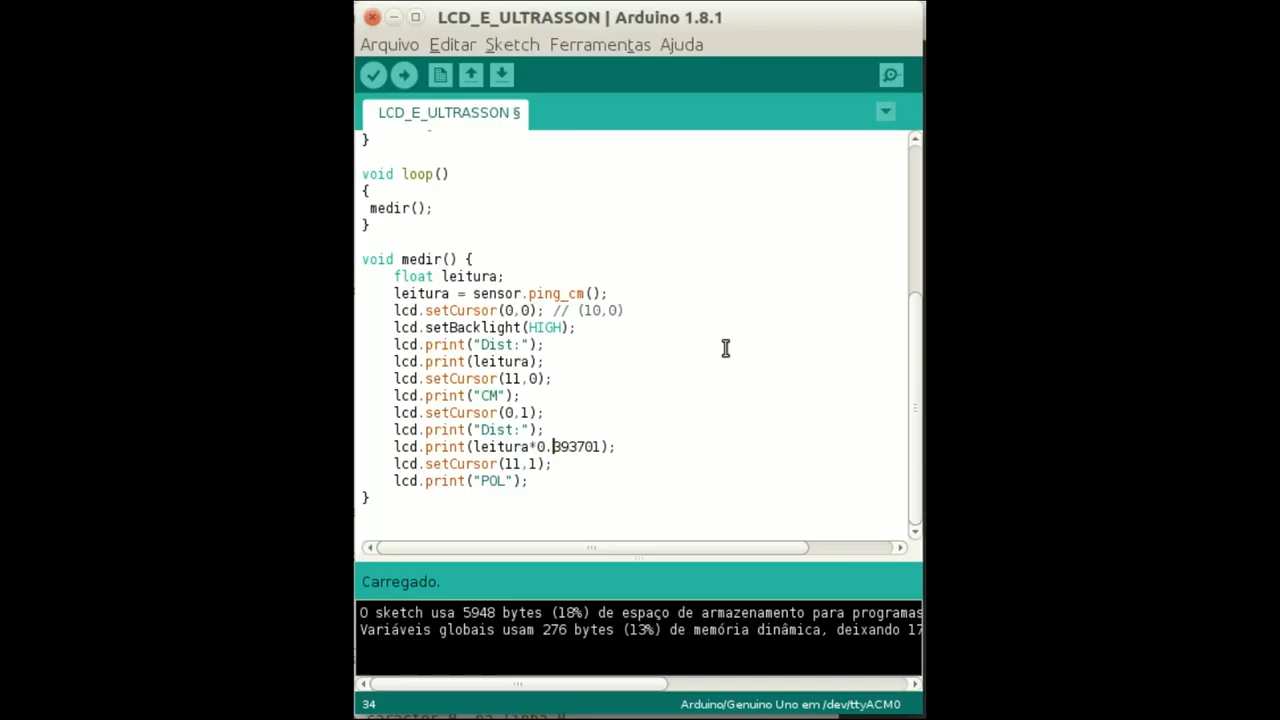 LCD_E_ULTRASSON | Arduino 1.8.1
Arquivo Editar Sketch Ferramentas Ajuda
LCD_E_ULTRASSON §
}
void loop()
{
medir();
}
void medir() {
float leitura;
leitura = sensor.ping_cm();
lcd.setCursor(0,0); // (10,0)
lcd.setBacklight(HIGH);
lcd.print("Dist:");
lcd.print(leitura);
lcd.setCursor(11,0);
lcd.print("CM");
lcd.setCursor(0,1);
lcd.print("Dist:");
lcd.print(leitura*0.393701);
lcd.setCursor(11,1);
lcd.print("POL");
}
Carregado.
O sketch usa 5948 bytes (18%) de espaço de armazenamento para programas
Variáveis globais usam 276 bytes (13%) de memória dinâmica, deixando 17
34
Arduino/Genuino Uno em /dev/ttyACM0